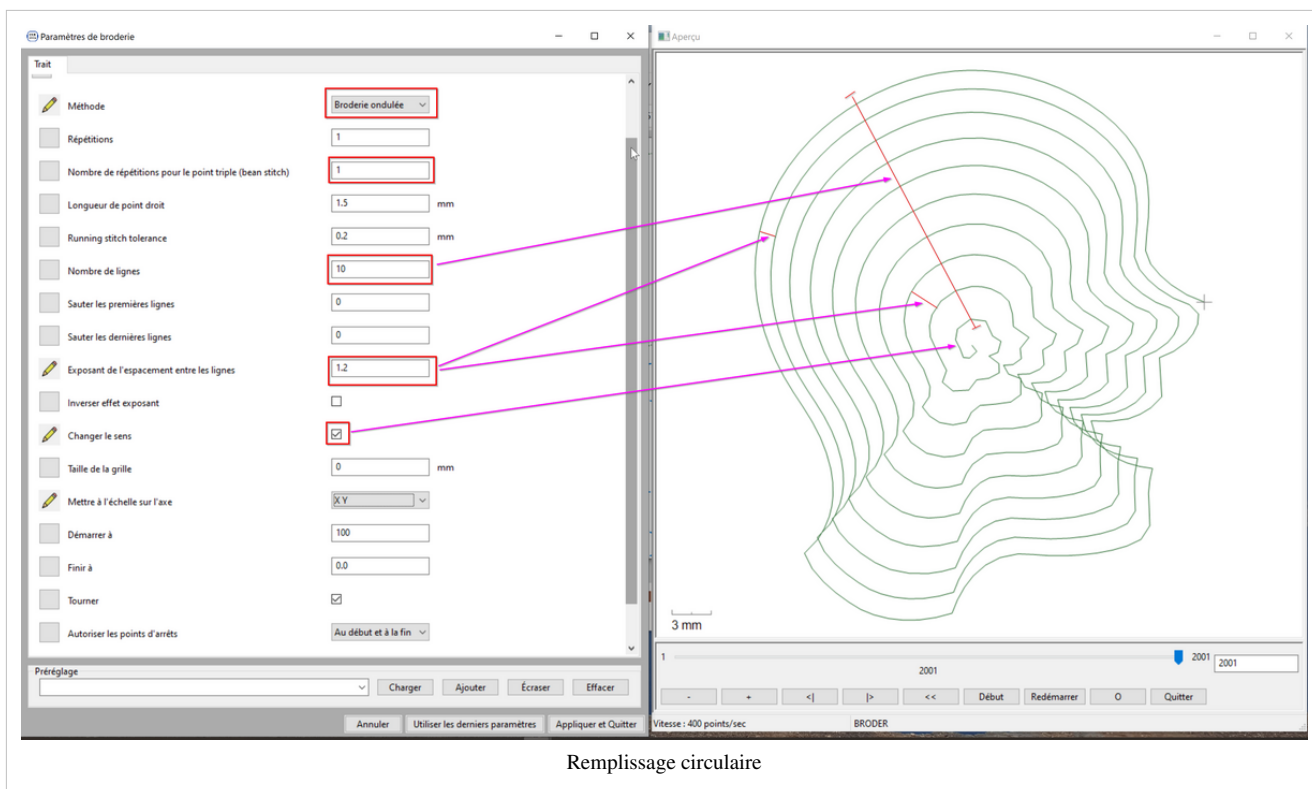 Paramètres de broderie
Trait
Méthode Broderie ondulée
Répétitions 1
Nombre de répétitions pour le point triple (bean stitch) 1
Longueur de point droit 1.5 mm
Running stitch tolerance 0.2 mm
Nombre de lignes 10
Sauter les premières lignes 0
Sauter les dernières lignes 0
Exposant de l'espacement entre les lignes 1.2
Inverser effet exposant
Changer le sens
Taille de la grille 0 mm
Mettre à l'échelle sur l'axe X Y
Démarrer à 100
Finir à 0.0
Tourner
Autoriser les points d'arrêts Au début et à la fin
Préréglage
Charger Ajouter Écraser Effacer
Annuler Utiliser les derniers paramètres Appliquer et Quitter
Aperçu
3 mm
1 2001 2001
2001
- + <| |> << Début Redémarrer O Quitter
Vitesse : 400 points/sec BRODER
Remplissage circulaire